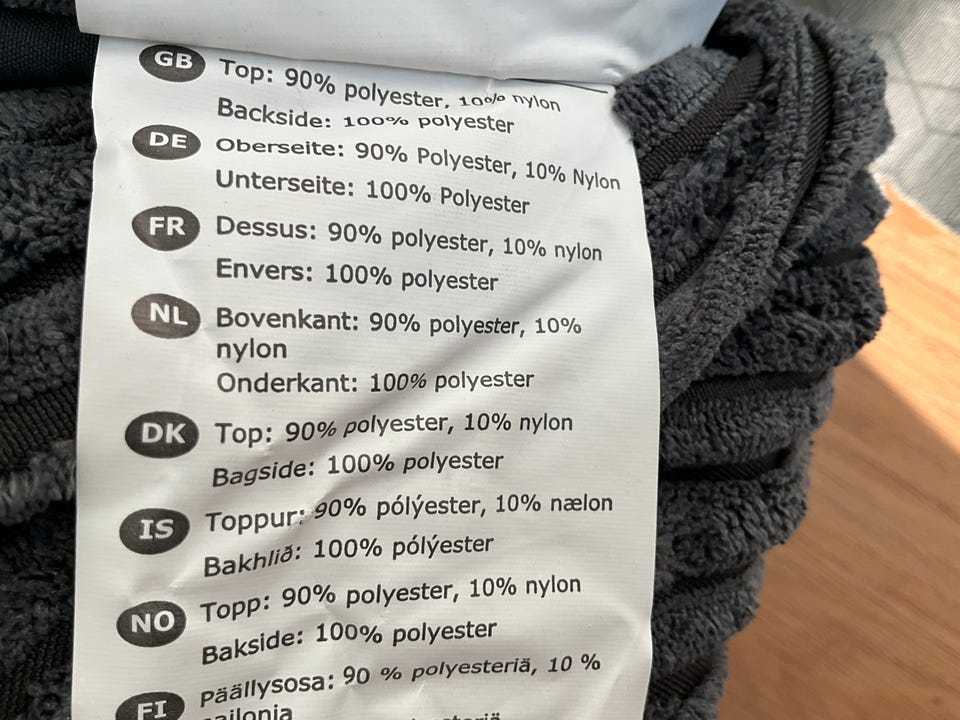 GB Top: 90% polyester, 10% nylon
Backside: 100% polyester
DE Oberseite: 90% Polyester, 10% Nylon
Unterseite: 100% Polyester
FR Dessus: 90% polyester, 10% nylon
Envers: 100% polyester
NL Bovenkant: 90% polyester, 10%
nylon
Onderkant: 100% polyester
DK Top: 90% polyester, 10% nylon
Bagside: 100% polyester
IS Toppur: 90% pólýester, 10% nælon
Bakhlið: 100% pólýester
NO Topp: 90% polyester, 10% nylon
Bakside: 100% polyester
FI Päällysosa: 90 % polyesteriä, 10 %